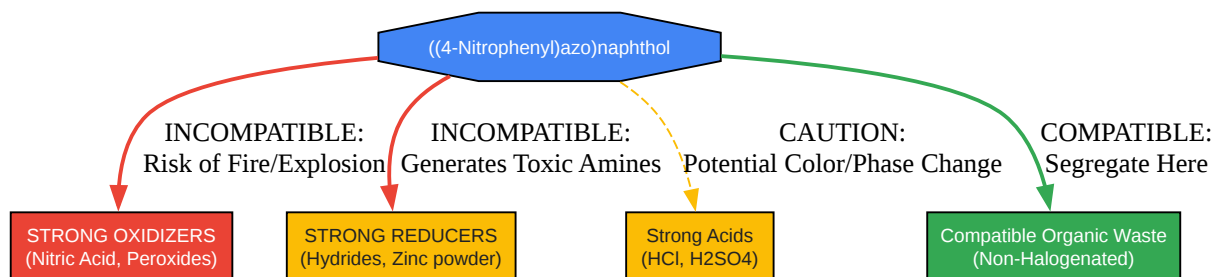 ((4-Nitrophenyl)azo)naphthol
INCOMPATIBLE:
Risk of Fire/Explosion
INCOMPATIBLE:
Generates Toxic Amines
CAUTION:
Potential Color/Phase Change
COMPATIBLE:
Segregate Here
STRONG OXIDIZERS
(Nitric Acid, Peroxides)
STRONG REDUCERS
(Hydrides, Zinc powder)
Strong Acids
(HCl, H2SO4)
Compatible Organic Waste
(Non-Halogenated)